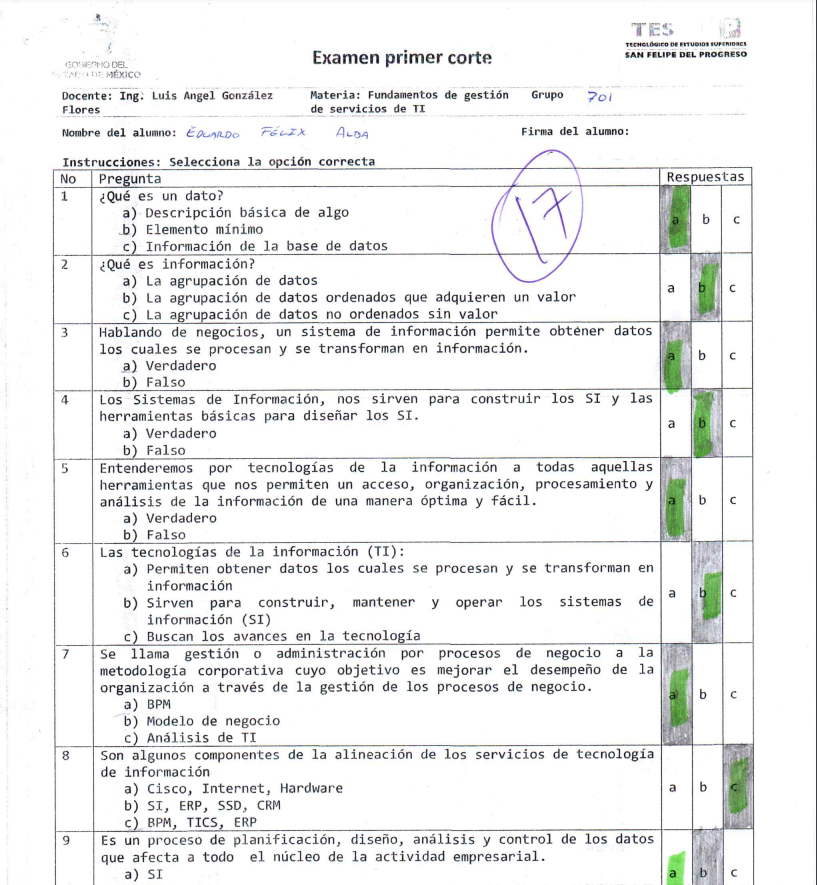 TES
TECNOLÓGICO DE ESTUDIOS SUPERIORES
SAN FELIPE DEL PROGRESO
GOBIERNO DEL
ESTADO DE MÉXICO
Examen primer corte
Docente: Ing. Luis Angel González Flores
Materia: Fundamentos de gestión de servicios de TI
Grupo 701
Nombre del alumno: EDUARDO FÉLIX ALBA
Firma del alumno:
Instrucciones: Selecciona la opción correcta
17
No Pregunta Respuestas
1 ¿Qué es un dato?
a) Descripción básica de algo
b) Elemento mínimo
c) Información de la base de datos
a b c
2 ¿Qué es información?
a) La agrupación de datos
b) La agrupación de datos ordenados que adquieren un valor
c) La agrupación de datos no ordenados sin valor
a b c
3 Hablando de negocios, un sistema de información permite obtener datos
los cuales se procesan y se transforman en información.
a) Verdadero
b) Falso
a b c
4 Los Sistemas de Información, nos sirven para construir los SI y las
herramientas básicas para diseñar los SI.
a) Verdadero
b) Falso
a b c
5 Entenderemos por tecnologías de la información a todas aquellas
herramientas que nos permiten un acceso, organización, procesamiento y
análisis de la información de una manera óptima y fácil.
a) Verdadero
b) Falso
a b c
6 Las tecnologías de la información (TI):
a) Permiten obtener datos los cuales se procesan y se transforman en
información
b) Sirven para construir, mantener y operar los sistemas de
información (SI)
c) Buscan los avances en la tecnología
a b c
7 Se llama gestión o administración por procesos de negocio a la
metodología corporativa cuyo objetivo es mejorar el desempeño de la
organización a través de la gestión de los procesos de negocio.
a) BPM
b) Modelo de negocio
c) Análisis de TI
a b c
8 Son algunos componentes de la alineación de los servicios de tecnología
de información
a) Cisco, Internet, Hardware
b) SI, ERP, SSD, CRM
c) BPM, TICS, ERP
a b c
9 Es un proceso de planificación, diseño, análisis y control de los datos
que afecta a todo el núcleo de la actividad empresarial.
a) SI
a b c